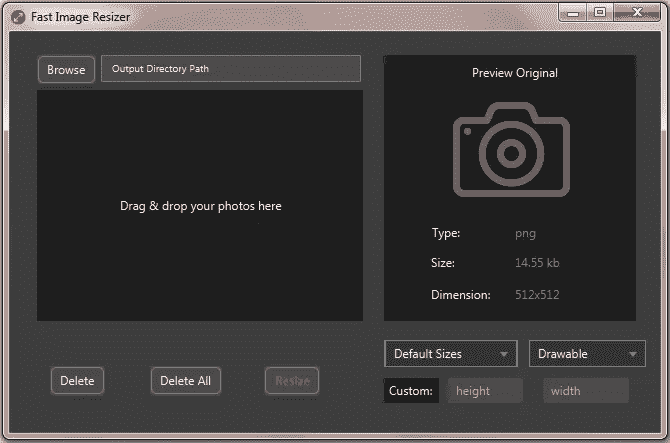 Fast Image Resizer
Browse
Output Directory Path
Drag & drop your photos here
Preview Original
Type: png
Size: 14.55 kb
Dimension: 512x512
Default Sizes
Drawable
Delete
Delete All
Resize
Custom: height width